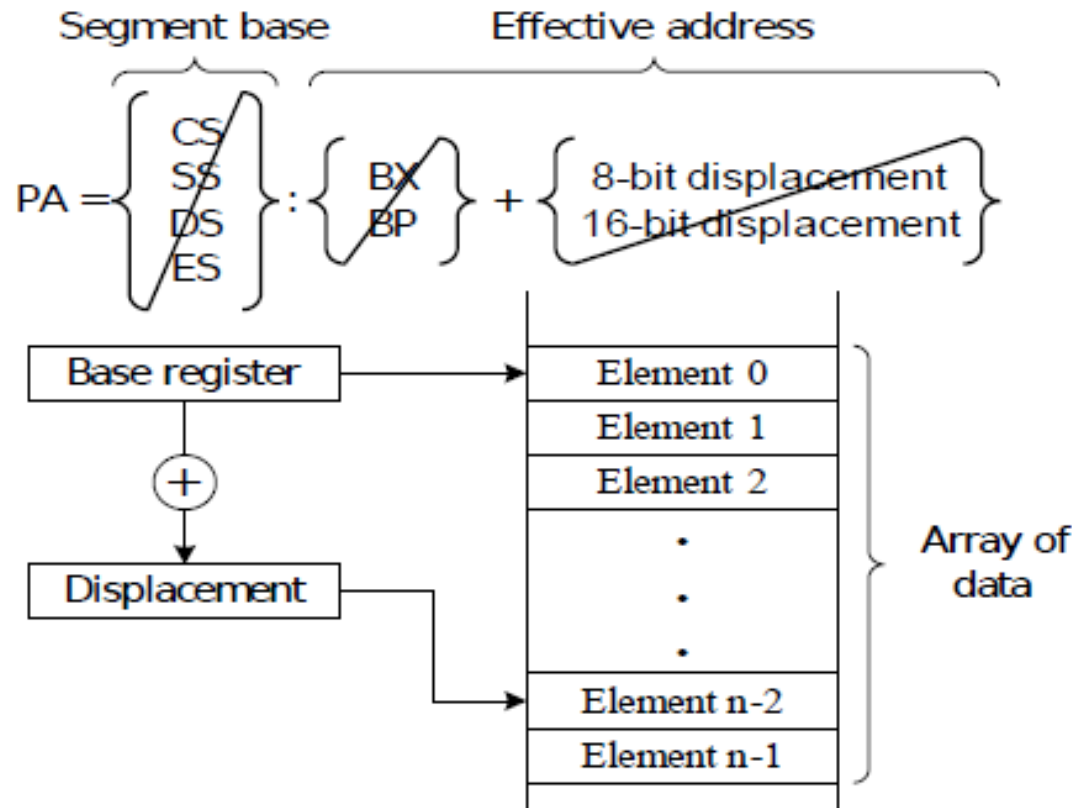 Segment base Effective address
PA = { CS SS DS ES } : { BX BP } + { 8-bit displacement 16-bit displacement }
Base register
+
Displacement
Element 0
Element 1
Element 2
.
.
.
Element n-2
Element n-1
Array of
data